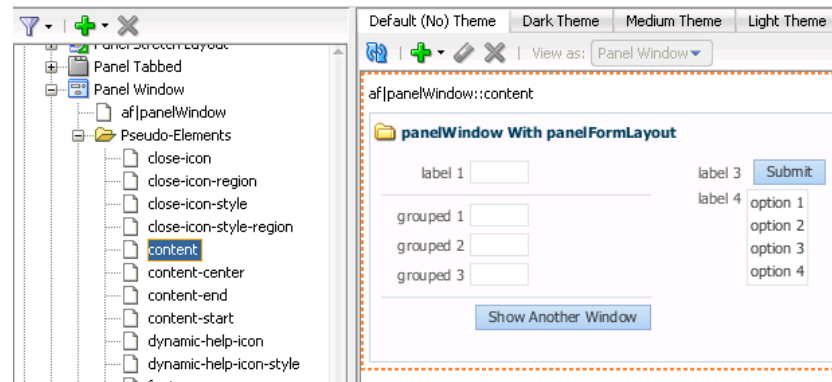 Panel Stretch Layout
Panel Tabbed
Panel Window
af|panelWindow
Pseudo-Elements
close-icon
close-icon-region
close-icon-style
close-icon-style-region
content
content-center
content-end
content-start
dynamic-help-icon
dynamic-help-icon-style
Default (No) Theme Dark Theme Medium Theme Light Theme
View as: Panel Window
af|panelWindow::content
panelWindow With panelFormLayout
label 1
grouped 1
grouped 2
grouped 3
label 3 Submit
label 4 option 1
option 2
option 3
option 4
Show Another Window